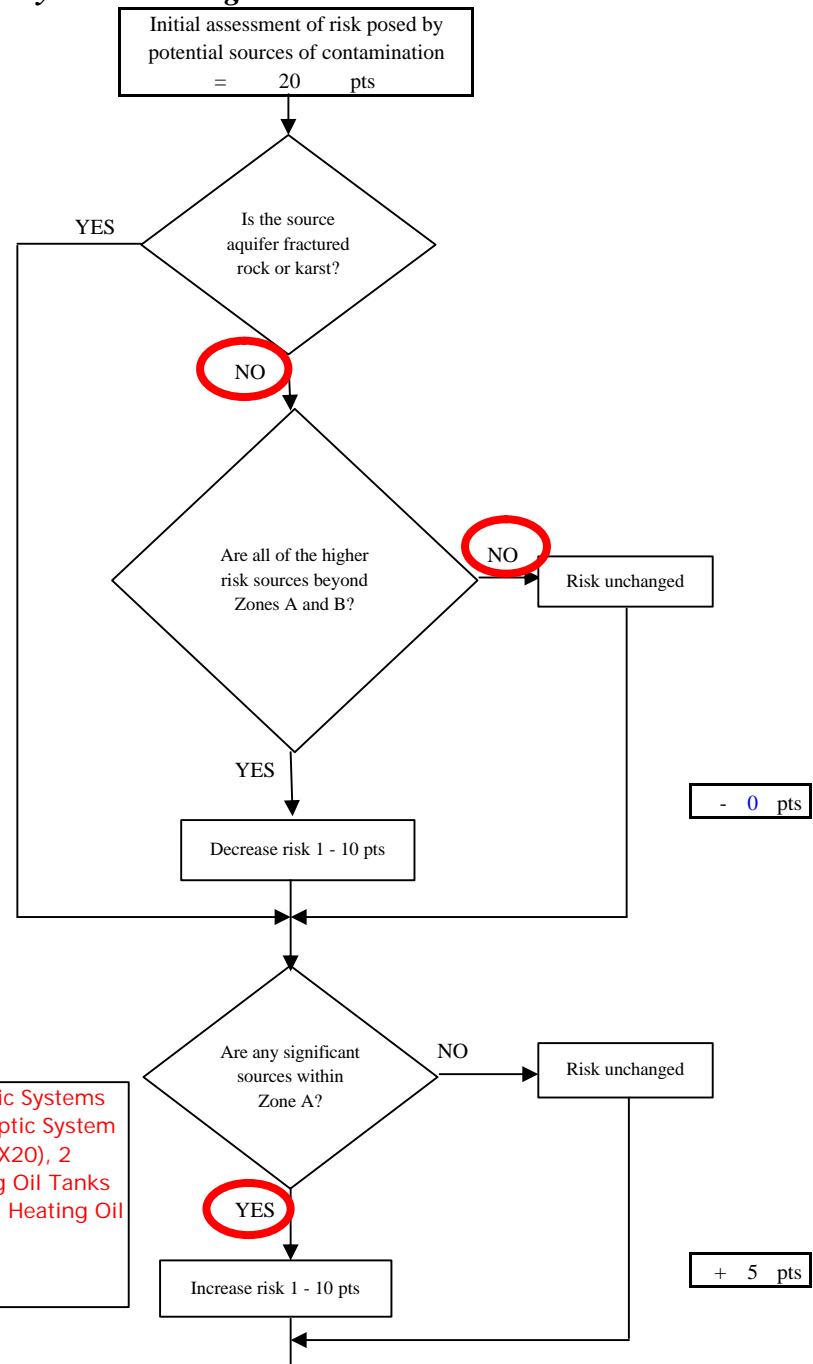 Initial assessment of risk posed by
potential sources of contamination
= 20 pts
YES
Is the source
aquifer fractured
rock or karst?
NO
Are all of the higher
risk sources beyond
Zones A and B?
NO
Risk unchanged
YES
- 0 pts
Decrease risk 1 - 10 pts
Are any significant
sources within
Zone A?
NO
Risk unchanged
ic Systems
ptic System
X20), 2
g Oil Tanks
Heating Oil
YES
Increase risk 1 - 10 pts
+ 5 pts